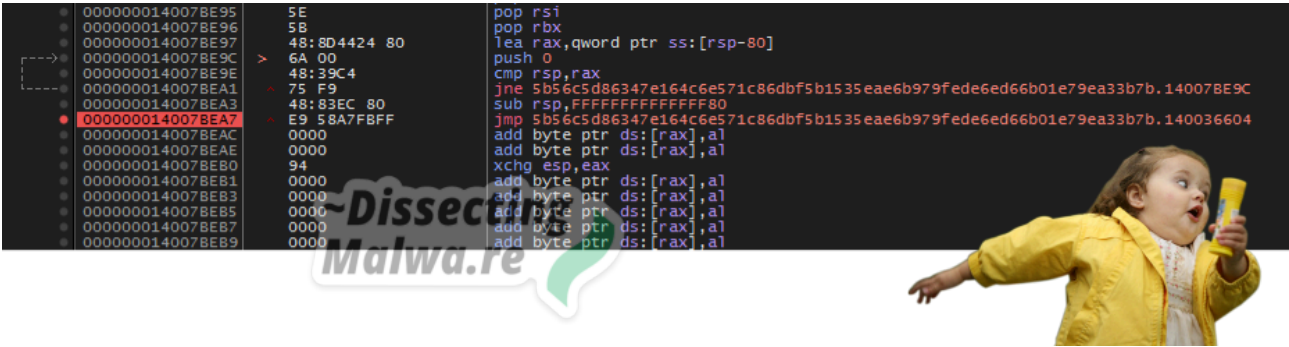 000000014007BE95 5E pop rsi
000000014007BE96 5B pop rbx
000000014007BE97 48:8D4424 80 lea rax,qword ptr ss:[rsp-80]
000000014007BE9C > 6A 00 push 0
000000014007BE9E 48:39C4 cmp rsp,rax
000000014007BEA1 ^ 75 F9 jne 5b56c5d86347e164c6e571c86dbf5b1535eae6b979fede6ed66b01e79ea33b7b.14007BE9C
000000014007BEA3 48:83EC 80 sub rsp,FFFFFFFFFFFFFF80
000000014007BEA7 ^ E9 58A7FBFF jmp 5b56c5d86347e164c6e571c86dbf5b1535eae6b979fede6ed66b01e79ea33b7b.140036604
000000014007BEAC 0000 add byte ptr ds:[rax],al
000000014007BEAE 0000 add byte ptr ds:[rax],al
000000014007BEB0 94 xchg esp,eax
000000014007BEB1 0000 add byte ptr ds:[rax],al
000000014007BEB3 0000 add byte ptr ds:[rax],al
000000014007BEB5 0000 add byte ptr ds:[rax],al
000000014007BEB7 0000 add byte ptr ds:[rax],al
000000014007BEB9 0000 add byte ptr ds:[rax],al
~Dissecting
Malwa.re